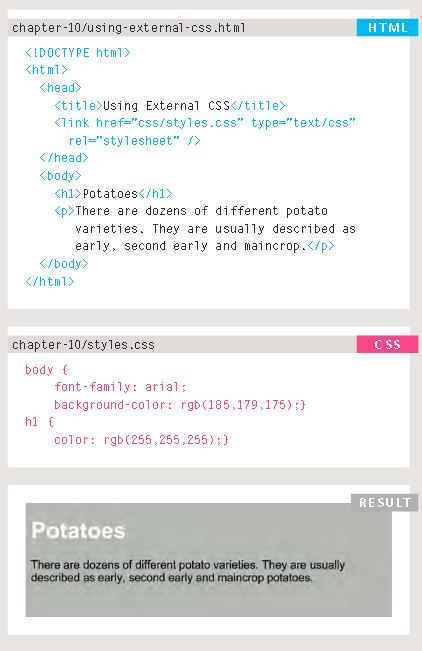 chapter-10/using-external-css.html HTML
<!DOCTYPE html>
<html>
<head>
<title>Using External CSS</title>
<link href="css/styles.css" type="text/css"
rel="stylesheet" />
</head>
<body>
<h1>Potatoes</h1>
<p>There are dozens of different potato
varieties. They are usually described as
early, second early and maincrop.</p>
</body>
</html>
chapter-10/styles.css CSS
body {
font-family: arial;
background-color: rgb(185,179,175);}
h1 {
color: rgb(255,255,255);}
RESULT
Potatoes
There are dozens of different potato varieties. They are usually
described as early, second early and maincrop potatoes.